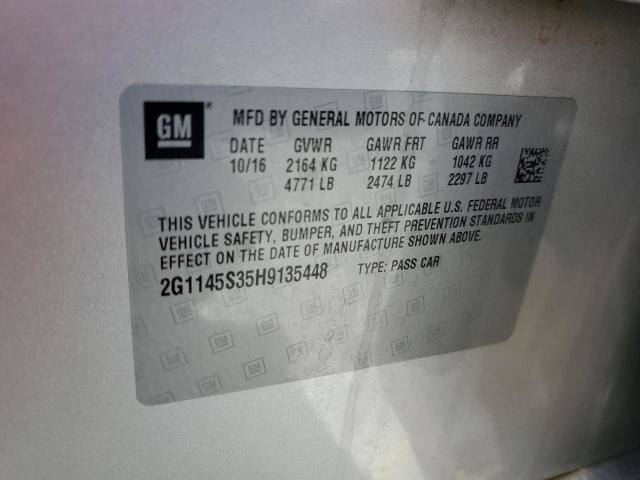 GM
MFD BY GENERAL MOTORS OF CANADA COMPANY
DATE GVWR GAWR FRT GAWR RR
10/16 2164 KG 1122 KG 1042 KG
4771 LB 2474 LB 2297 LB
THIS VEHICLE CONFORMS TO ALL APPLICABLE U.S. FEDERAL MOTOR
VEHICLE SAFETY, BUMPER, AND THEFT PREVENTION STANDARDS IN
EFFECT ON THE DATE OF MANUFACTURE SHOWN ABOVE.
2G1145S35H9135448 TYPE: PASS CAR